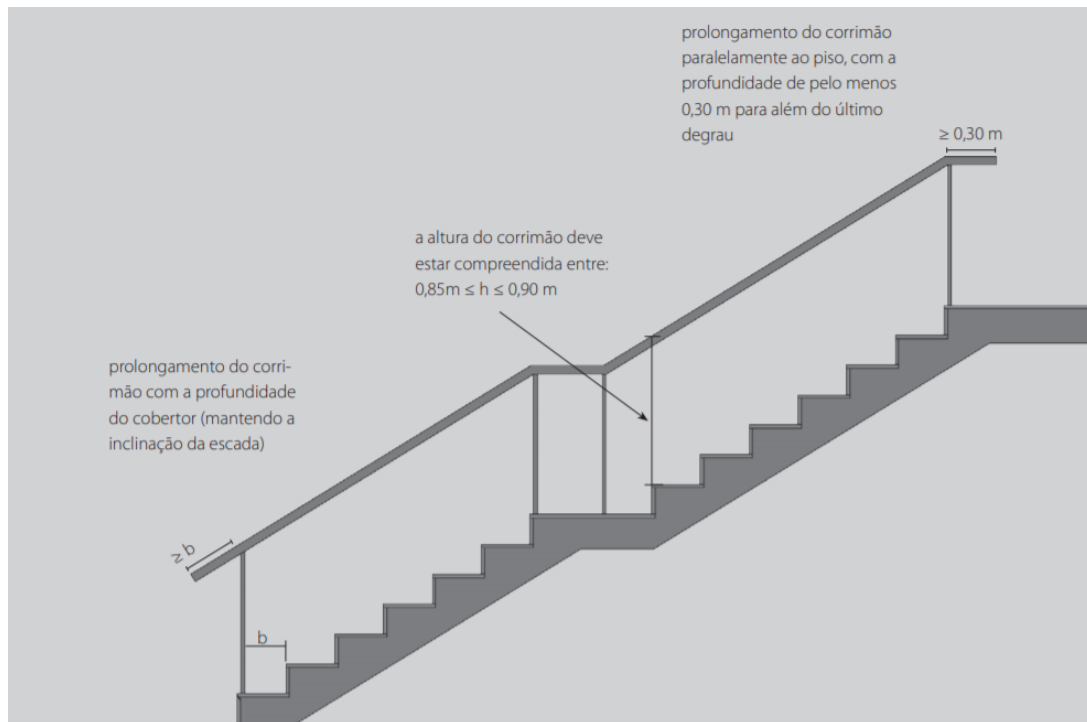 prolongamento do corrimão
paralelamente ao piso, com a
profundidade de pelo menos
0,30 m para além do último
degrau
≥ 0,30 m
a altura do corrimão deve
estar compreendida entre:
0,85m ≤ h ≤ 0,90 m
prolongamento do corri-
mão com a profundidade
do cobertor (mantendo a
inclinação da escada)
≥ b
b